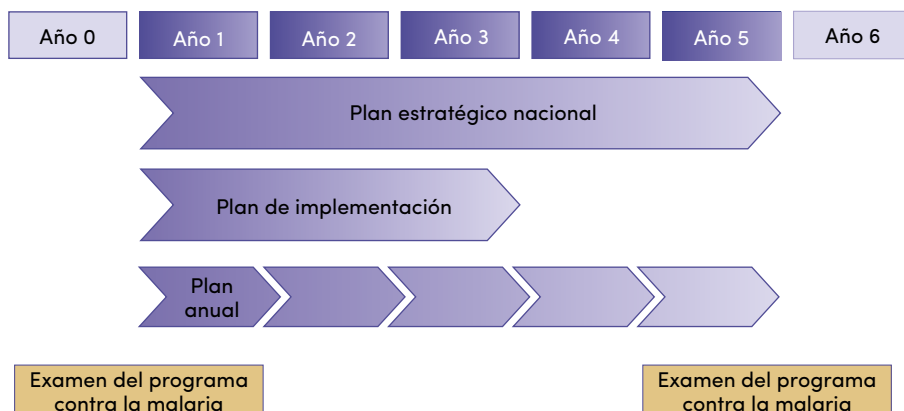 Año 0
Año 1
Año 2
Año 3
Año 4
Año 5
Año 6
Plan estratégico nacional
Plan de implementación
Plan
anual
Examen del programa
contra la malaria
Examen del programa
contra la malaria